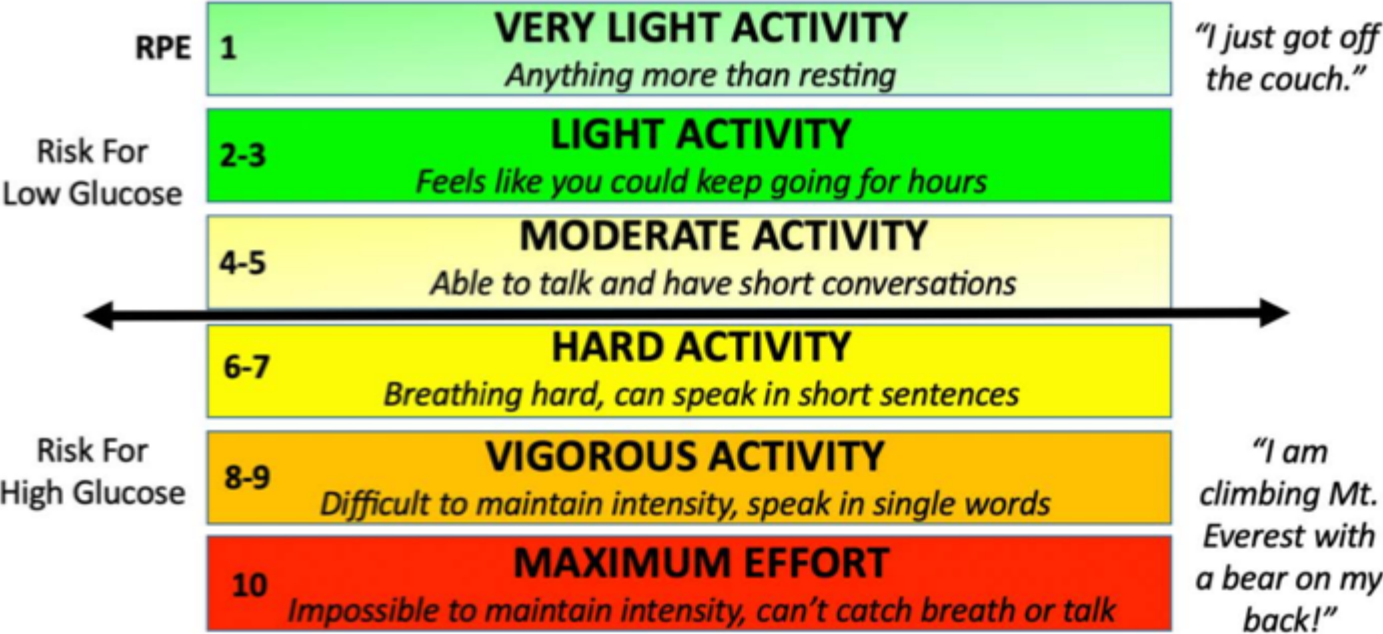 RPE
1
VERY LIGHT ACTIVITY
Anything more than resting
“I just got off
the couch.”
Risk For
Low Glucose
2-3
LIGHT ACTIVITY
Feels like you could keep going for hours
4-5
MODERATE ACTIVITY
Able to talk and have short conversations
6-7
HARD ACTIVITY
Breathing hard, can speak in short sentences
Risk For
High Glucose
8-9
VIGOROUS ACTIVITY
Difficult to maintain intensity, speak in single words
10
MAXIMUM EFFORT
Impossible to maintain intensity, can’t catch breath or talk
“I am
climbing Mt.
Everest with
a bear on my
back!”